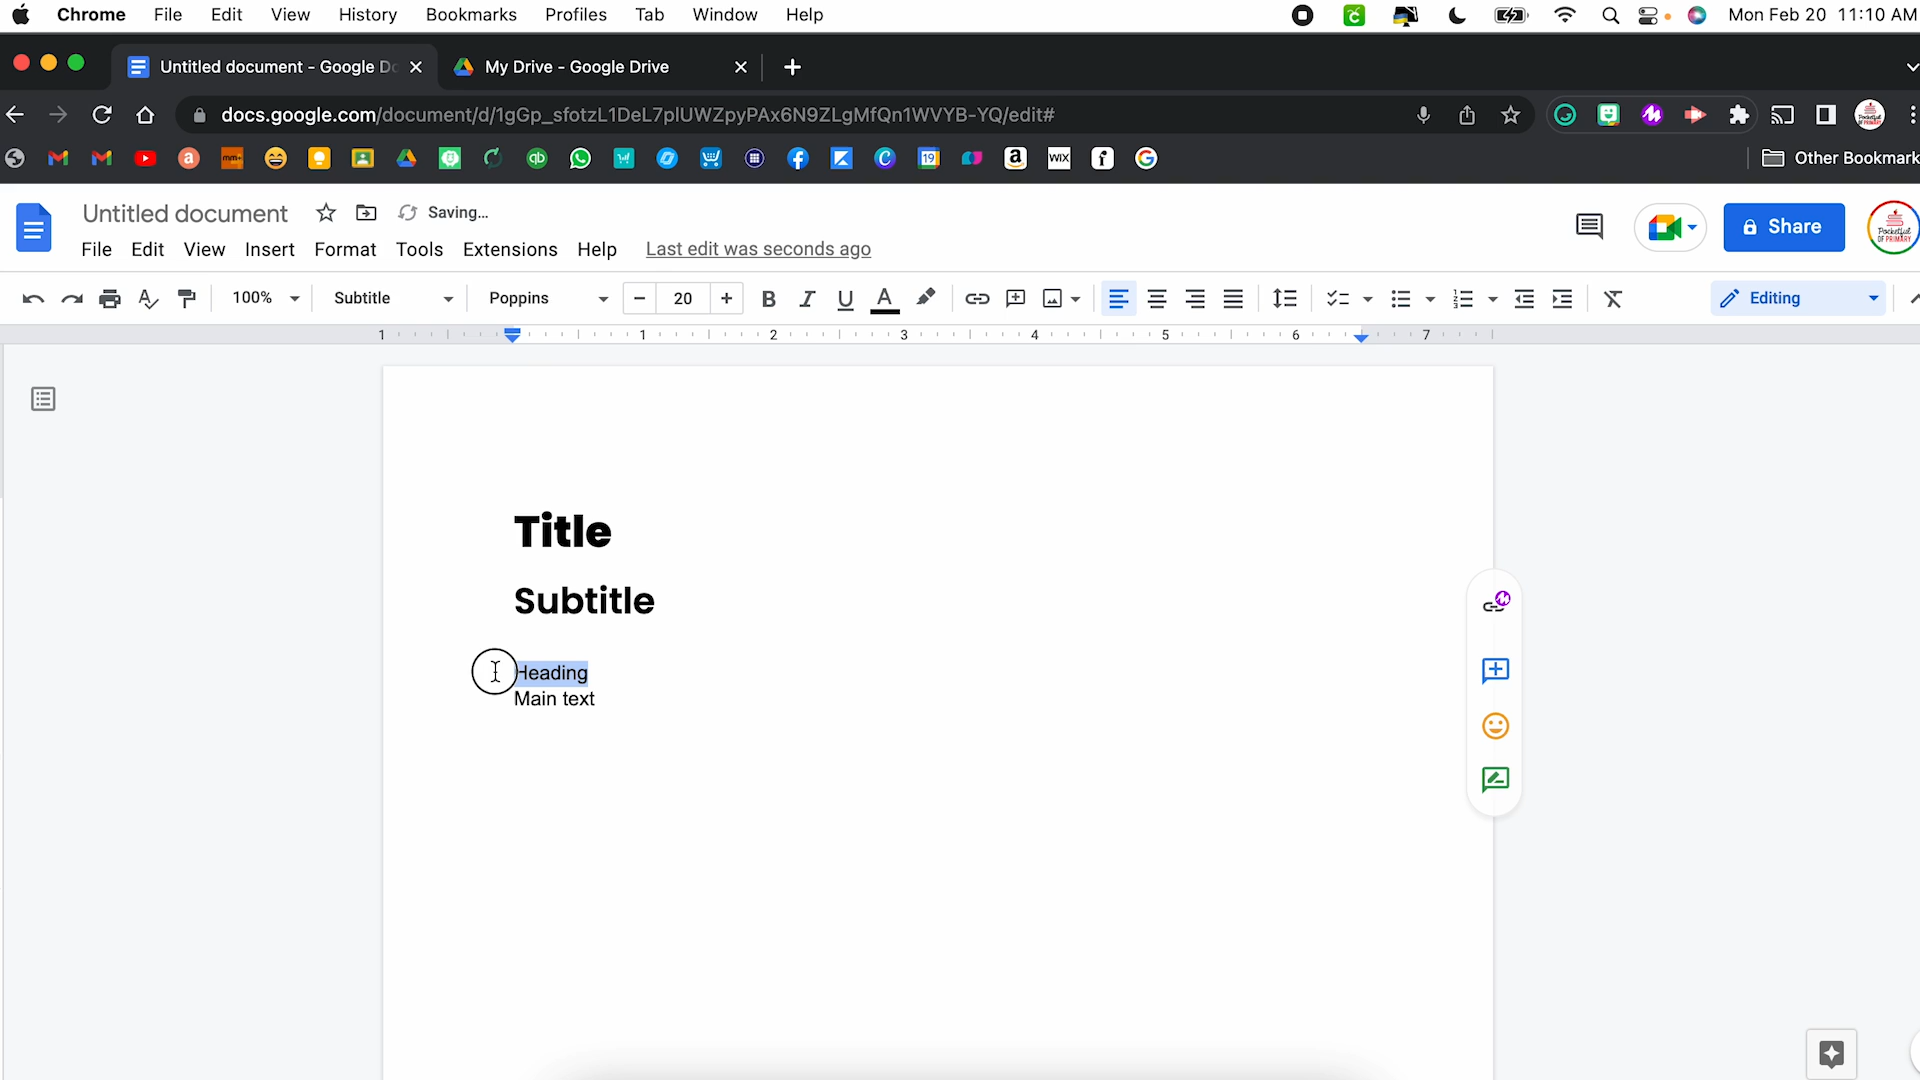 Chrome File Edit View History Bookmarks Profiles Tab Window Help Mon Feb 20 11:10 AM
Untitled document - Google Do My Drive - Google Drive
docs.google.com/document/d/1gGp_sfotzL1DeL7plUWZpyPAx6N9ZLgMfQn1WVYB-YQ/edit#
Other Bookmark
Untitled document Saving...
Share
File Edit View Insert Format Tools Extensions Help Last edit was seconds ago
100% Subtitle Poppins 20 Editing
1 1 2 3 4 5 6 7
Title
Subtitle
Heading
Main text